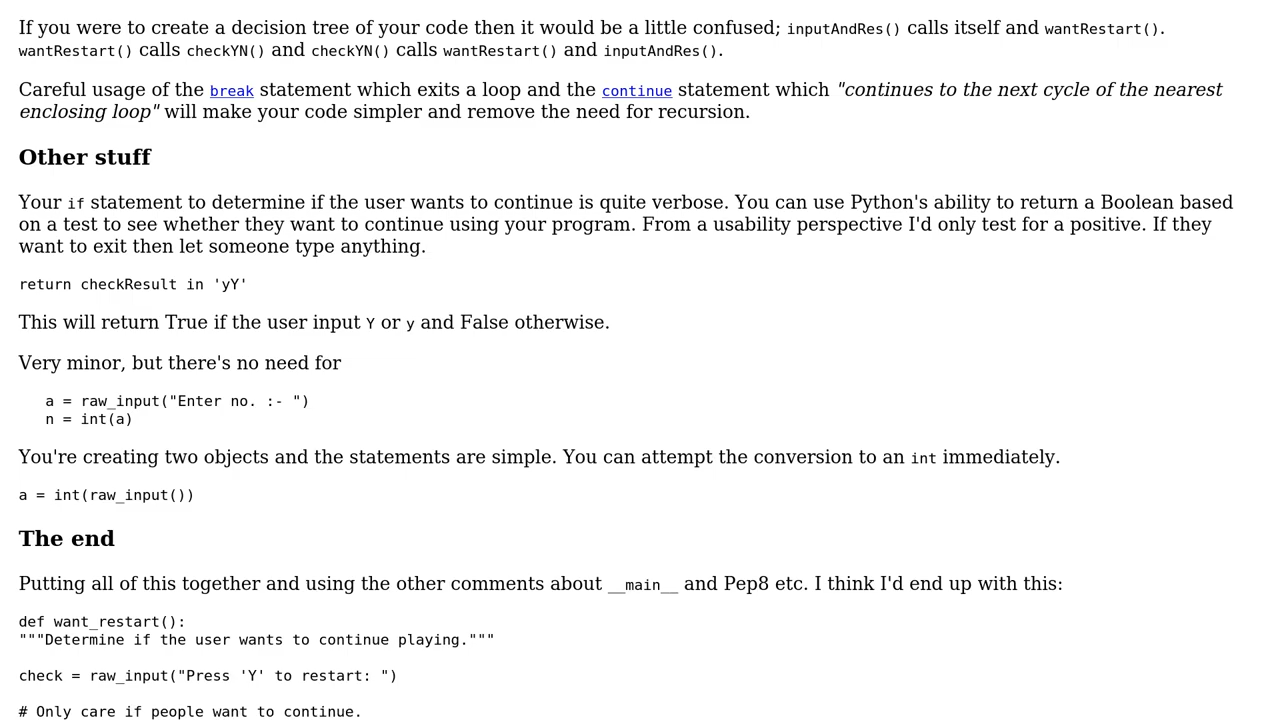 If you were to create a decision tree of your code then it would be a little confused; inputAndRes() calls itself and wantRestart().
wantRestart() calls checkYN() and checkYN() calls wantRestart() and inputAndRes().
Careful usage of the break statement which exits a loop and the continue statement which "continues to the next cycle of the nearest
enclosing loop" will make your code simpler and remove the need for recursion.
Other stuff
Your if statement to determine if the user wants to continue is quite verbose. You can use Python's ability to return a Boolean based
on a test to see whether they want to continue using your program. From a usability perspective I'd only test for a positive. If they
want to exit then let someone type anything.
return checkResult in 'yY'
This will return True if the user input Y or y and False otherwise.
Very minor, but there's no need for
   a = raw_input("Enter no. :- ")
   n = int(a)
You're creating two objects and the statements are simple. You can attempt the conversion to an int immediately.
a = int(raw_input())
The end
Putting all of this together and using the other comments about __main__ and Pep8 etc. I think I'd end up with this:
def want_restart():
"""Determine if the user wants to continue playing."""
check = raw_input("Press 'Y' to restart: ")
# Only care if people want to continue.